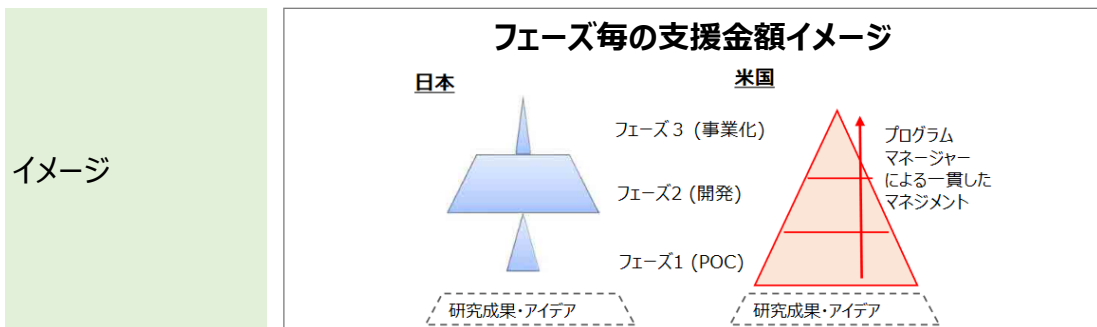 イメージ
フェーズ毎の支援金額イメージ
日本
米国
フェーズ３ (事業化)
フェーズ2 (開発)
フェーズ1 (POC)
プログラム
マネージャー
による一貫した
マネジメント
研究成果・アイデア
研究成果・アイデア